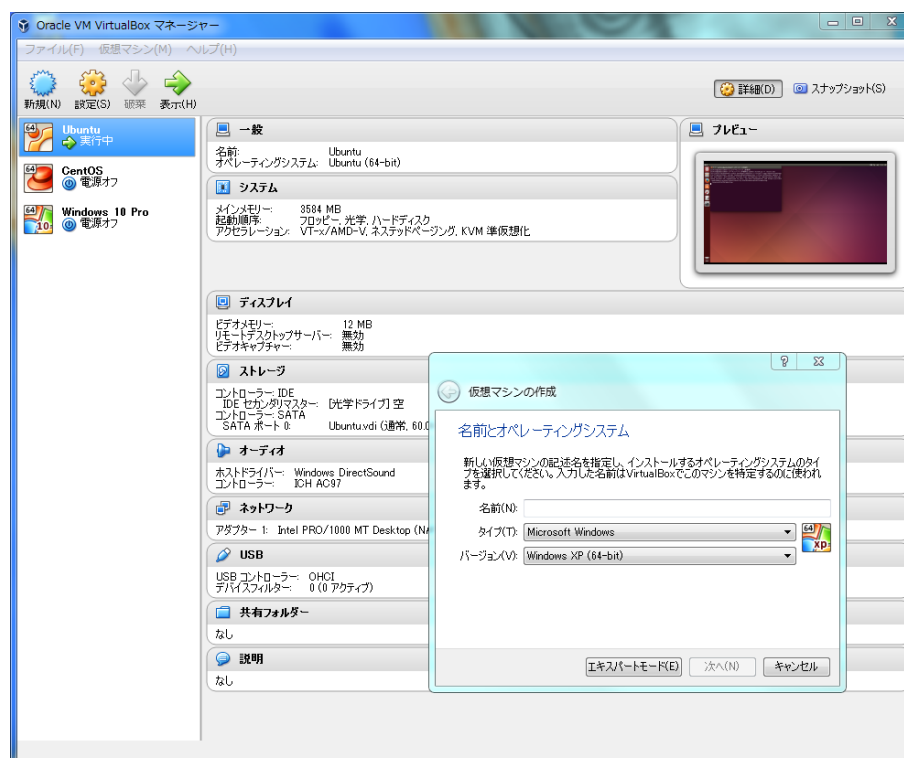 Oracle VM VirtualBox マネージャー
ファイル(F) 仮想マシン(M) ヘルプ(H)
新規(N) 設定(S) 破棄 表示(H)
詳細(D) スナップショット(S)
64 Ubuntu
実行中
64 CentOS
電源オフ
64 Windows 10 Pro
10 電源オフ
一般
名前: Ubuntu
オペレーティングシステム: Ubuntu (64-bit)
システム
メインメモリー: 3584 MB
起動順序: フロッピー, 光学, ハードディスク
アクセラレーション: VT-x/AMD-V, ネステッドページング, KVM 準仮想化
プレビュー
ディスプレイ
ビデオメモリー: 12 MB
リモートデスクトップサーバー: 無効
ビデオキャプチャー: 無効
ストレージ
コントローラー: IDE
IDE セカンダリマスター: [光学ドライブ] 空
コントローラー: SATA
SATA ポート 0: Ubuntu.vdi (通常, 60.0
オーディオ
ホストドライバー: Windows DirectSound
コントローラー: ICH AC97
ネットワーク
アダプター 1: Intel PRO/1000 MT Desktop (NA
USB
USB コントローラー: OHCI
デバイスフィルター: 0 (0 アクティブ)
共有フォルダー
なし
説明
なし
仮想マシンの作成
名前とオペレーティングシステム
新しい仮想マシンの記述名を指定し、インストールするオペレーティングシステムのタイ
プを選択してください。入力した名前はVirtualBoxでこのマシンを特定するのに使われ
ます。
名前(N):
タイプ(T): Microsoft Windows
64
XP
バージョン(V): Windows XP (64-bit)
エキスパートモード(E) 次へ(N) キャンセル